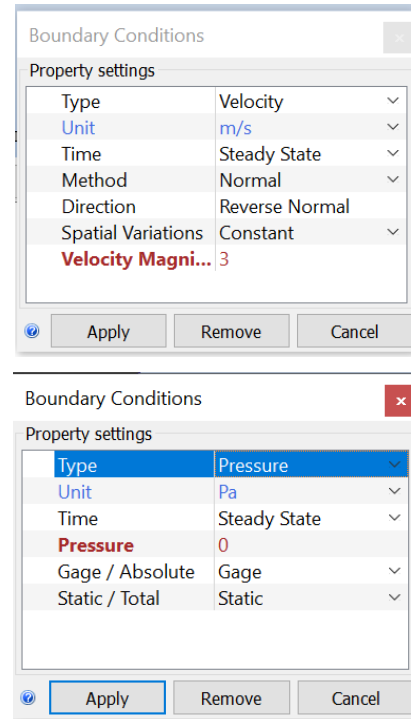 Boundary Conditions
Property settings
Type Velocity
Unit m/s
Time Steady State
Method Normal
Direction Reverse Normal
Spatial Variations Constant
Velocity Magni... 3
Apply Remove Cancel
Boundary Conditions
Property settings
Type Pressure
Unit Pa
Time Steady State
Pressure 0
Gage / Absolute Gage
Static / Total Static
Apply Remove Cancel